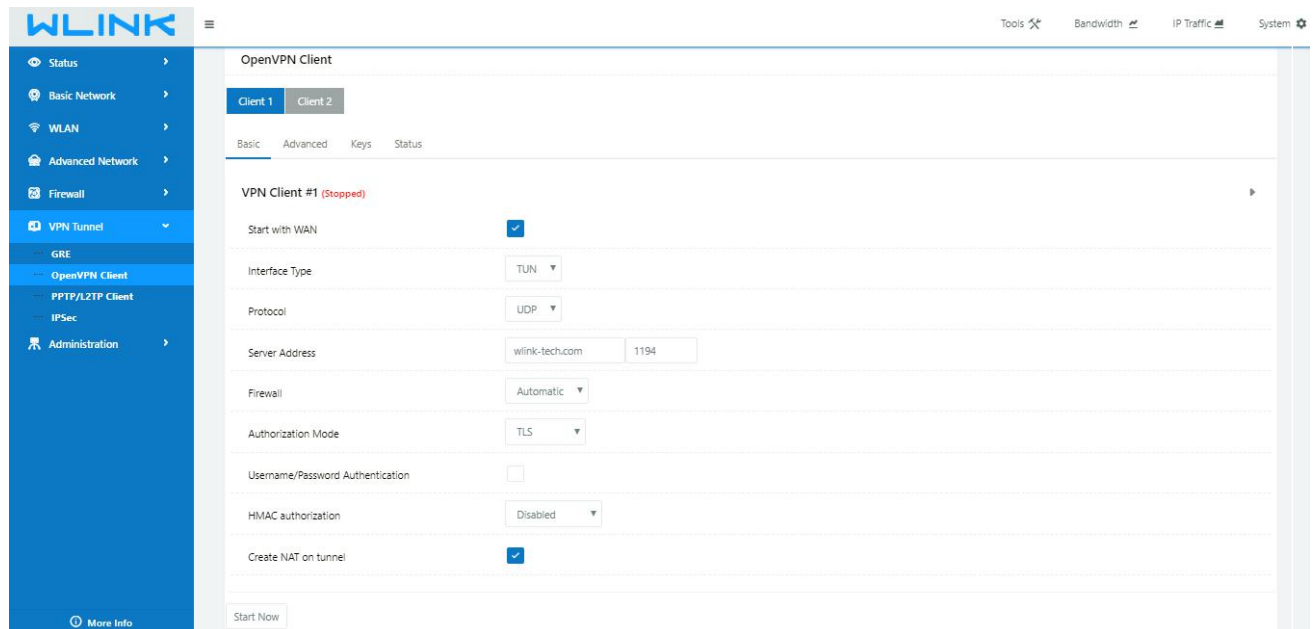 WLINK
Tools Bandwidth IP Traffic System
Status
Basic Network
WLAN
Advanced Network
Firewall
VPN Tunnel
GRE
OpenVPN Client
PPTP/L2TP Client
IPSec
Administration
More Info
OpenVPN Client
Client 1 Client 2
Basic Advanced Keys Status
VPN Client #1 (Stopped)
Start with WAN
Interface Type TUN
Protocol UDP
Server Address wlink-tech.com 1194
Firewall Automatic
Authorization Mode TLS
Username/Password Authentication
HMAC authorization Disabled
Create NAT on tunnel
Start Now